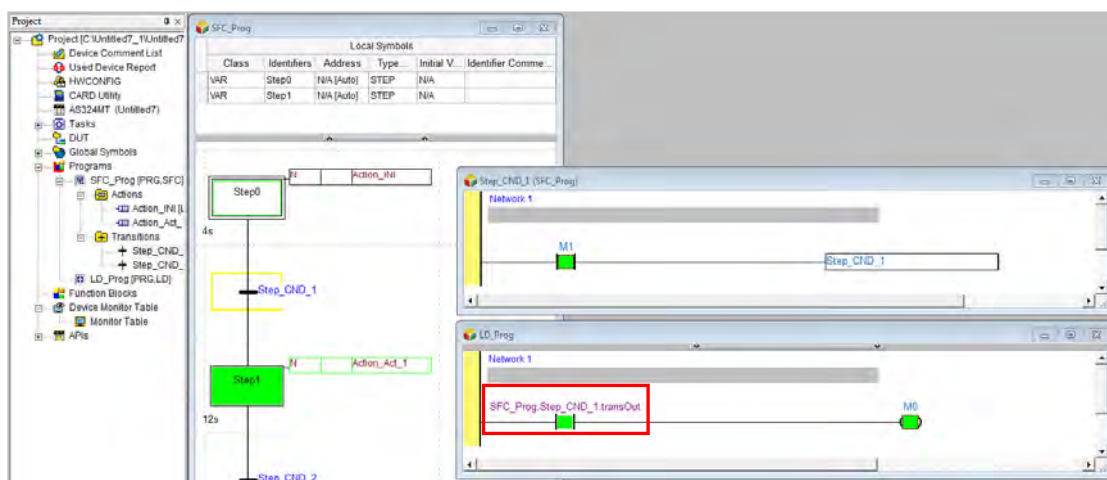 Project
Project [C:\Untitled7_1\Untitled7
Device Comment List
Used Device Report
HWCONFIG
CARD Utility
AS324MT (Untitled7)
Tasks
DUT
Global Symbols
Programs
SFC_Prog [PRG,SFC]
Actions
Action_INI [L
Action_Act_
Transitions
Step_CND_
Step_CND_
LD_Prog [PRG,LD]
Function Blocks
Device Monitor Table
Monitor Table
APIs
SFC_Prog
Local Symbols
Class Identifiers Address Type... Initial V... Identifier Comme...
VAR Step0 N/A [Auto] STEP N/A
VAR Step1 N/A [Auto] STEP N/A
N Action_INI
Step0
4s
Step_CND_1
N Action_Act_1
Step1
12s
Step_CND_2
Step_CND_1 (SFC_Prog)
Network 1
M1
Step_CND_1
LD_Prog
Network 1
SFC_Prog.Step_CND_1.transOut M0